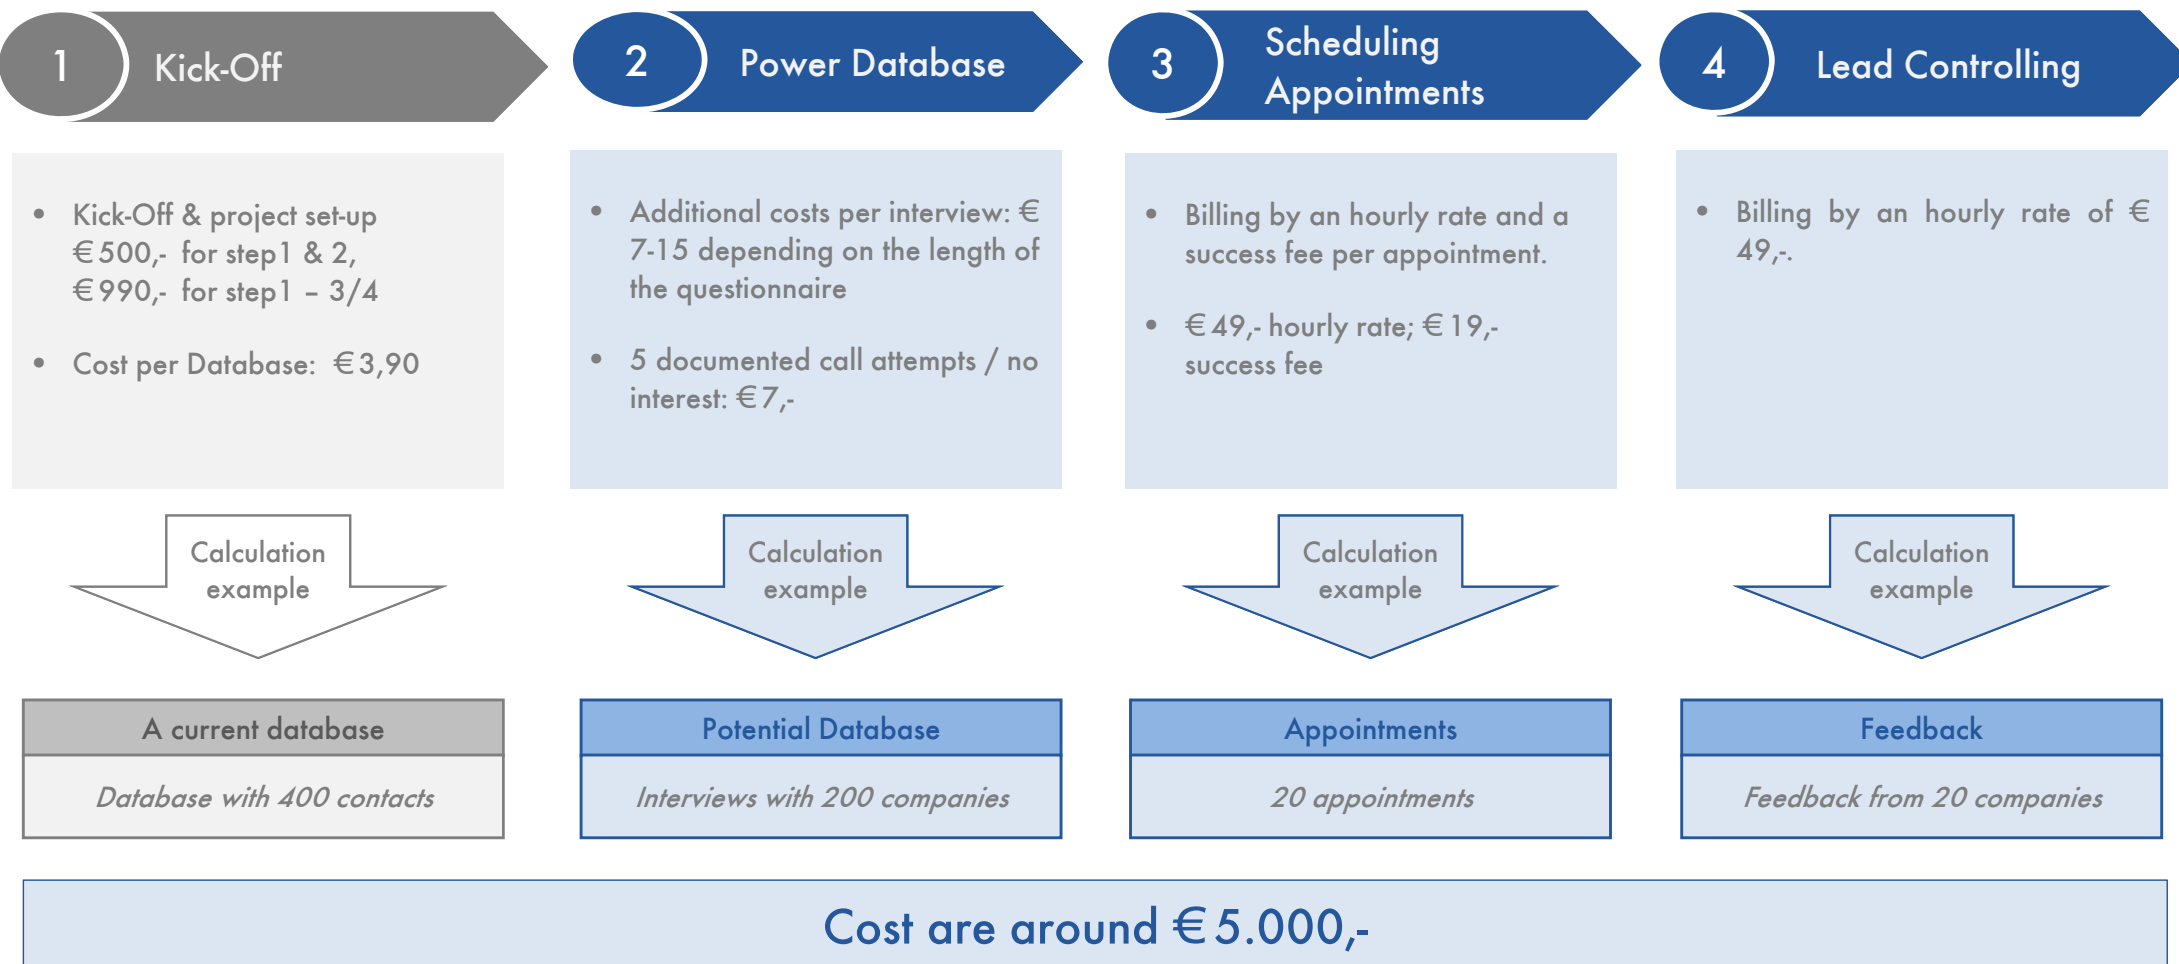 1
Kick-Off
2
Power Database
3
Scheduling
Appointments
4
Lead Controlling
• Kick-Off & project set-up
€500,- for step1 & 2,
€990,- for step1 – 3/4
• Cost per Database: €3,90
• Additional costs per interview: €
7-15 depending on the length of
the questionnaire
• 5 documented call attempts / no
interest: €7,-
• Billing by an hourly rate and a
success fee per appointment.
• €49,- hourly rate; €19,-
success fee
• Billing by an hourly rate of €
49,-.
Calculation
example
Calculation
example
Calculation
example
Calculation
example
A current database
Database with 400 contacts
Potential Database
Interviews with 200 companies
Appointments
20 appointments
Feedback
Feedback from 20 companies
Cost are around €5.000,-